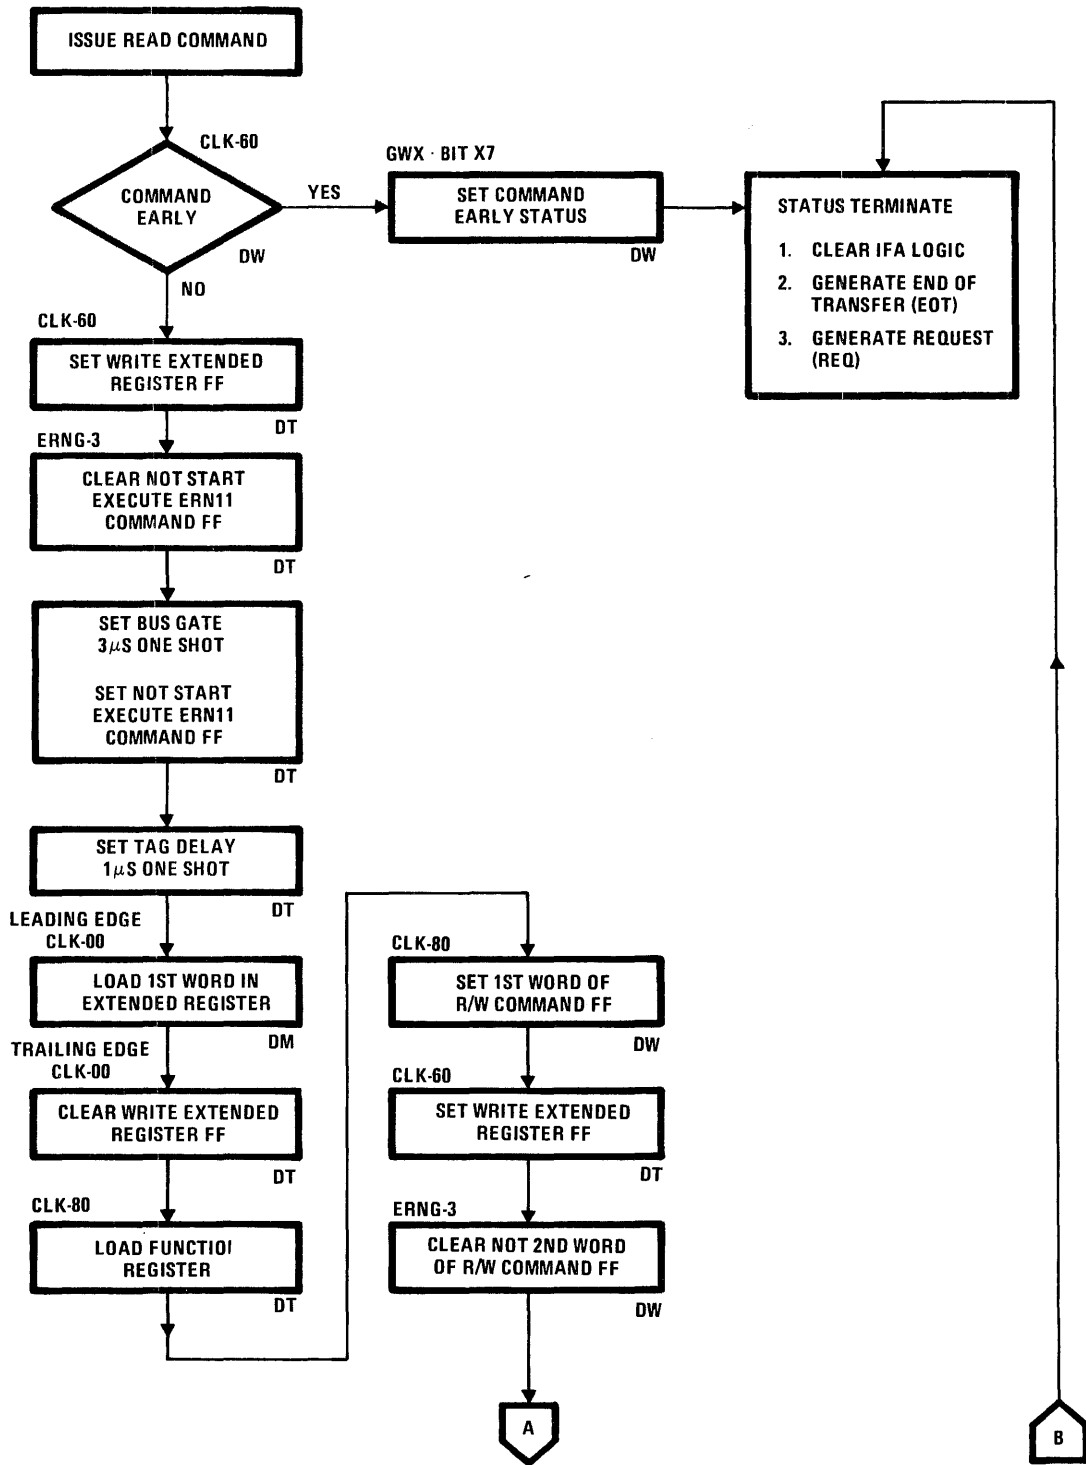 ISSUE READ COMMAND
CLK-60
COMMAND
EARLY
YES
DW
NO
GWX · BIT X7
SET COMMAND
EARLY STATUS
DW
STATUS TERMINATE
1. CLEAR IFA LOGIC
2. GENERATE END OF
TRANSFER (EOT)
3. GENERATE REQUEST
(REQ)
CLK-60
SET WRITE EXTENDED
REGISTER FF
DT
ERNG-3
CLEAR NOT START
EXECUTE ERN11
COMMAND FF
DT
SET BUS GATE
3μS ONE SHOT
SET NOT START
EXECUTE ERN11
COMMAND FF
DT
SET TAG DELAY
1μS ONE SHOT
DT
LEADING EDGE
CLK-00
LOAD 1ST WORD IN
EXTENDED REGISTER
DM
TRAILING EDGE
CLK-00
CLEAR WRITE EXTENDED
REGISTER FF
DT
CLK-80
LOAD FUNCTIOI
REGISTER
DT
CLK-80
SET 1ST WORD OF
R/W COMMAND FF
DW
CLK-60
SET WRITE EXTENDED
REGISTER FF
DT
ERNG-3
CLEAR NOT 2ND WORD
OF R/W COMMAND FF
DW
A
B